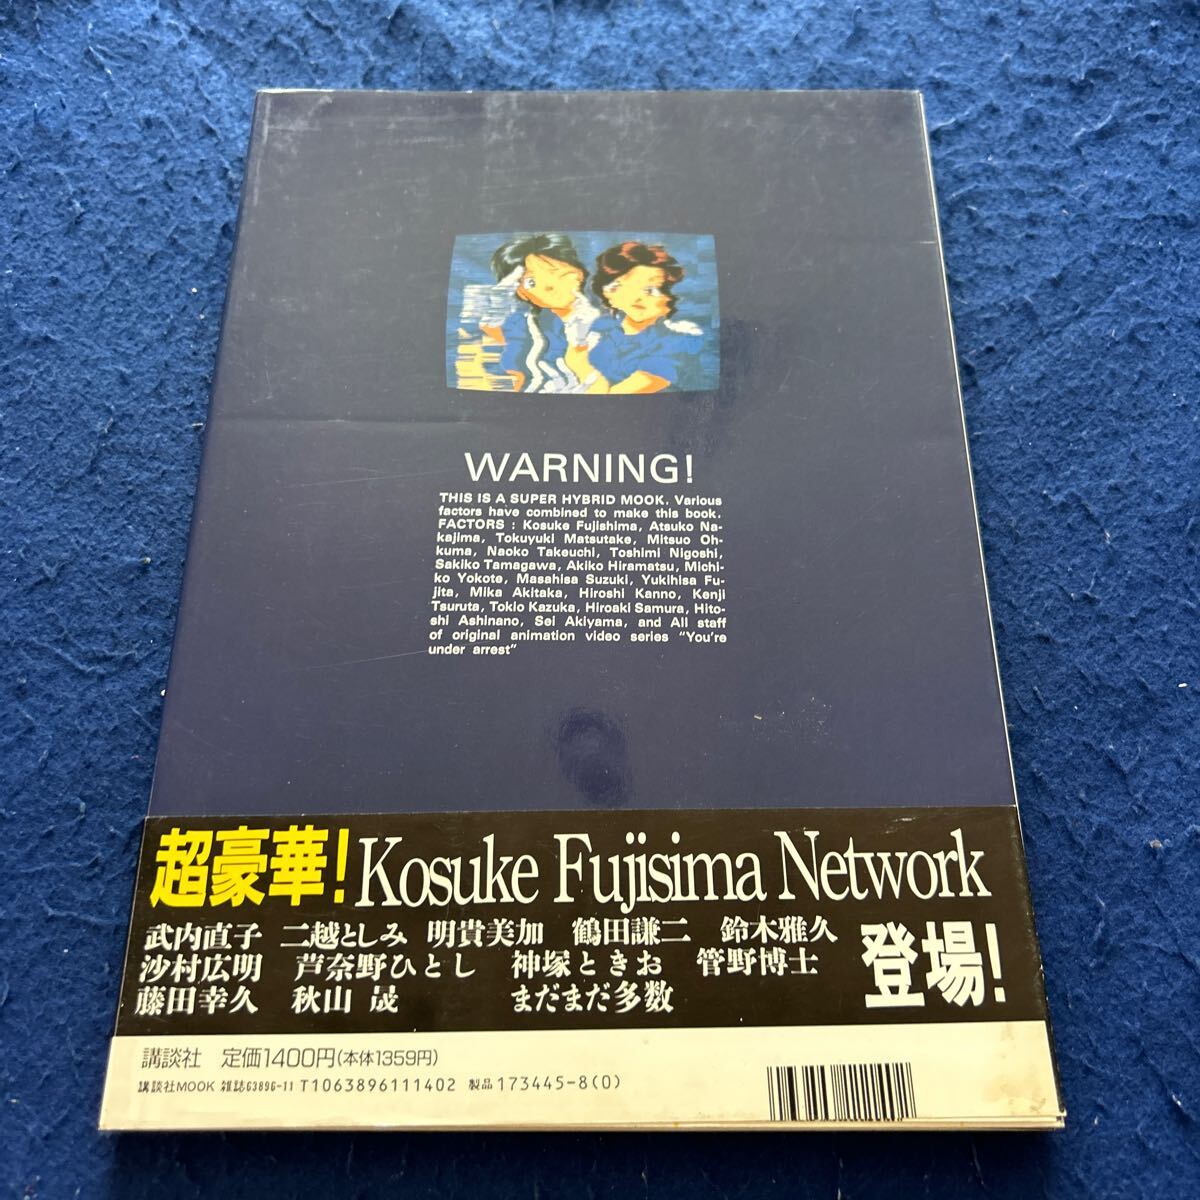 WARNING!
THIS IS A SUPER HYBRID MOOK. Various
factors have combined to make this book.
FACTORS : Kosuke Fujishima, Atsuko Na-
kajima, Tokuyuki Matsutake, Mitsuo Oh-
kuma, Naoko Takeuchi, Toshimi Nigoshi,
Sakiko Tamagawa, Akiko Hiramatsu, Michi-
ko Yokote, Masahisa Suzuki, Yukihisa Fu-
jita, Mika Akitaka, Hiroshi Kanno, Kenji
Tsuruta, Tokio Kazuka, Hiroaki Samura, Hito-
shi Ashinano, Sei Akiyama, and All staff
of original animation video series "You're
under arrest"
超豪華! Kosuke Fujisima Network
武内直子 二越としみ 明貴美加 鶴田謙二 鈴木雅久
沙村広明 芦奈野ひとし 神塚ときお 管野博士
藤田幸久 秋山 晟 まだまだ多数
登場!
講談社 定価1400円(本体1359円)
講談社MOOK 雑誌63896-11 T1063896111402 製品 173445-8(0)